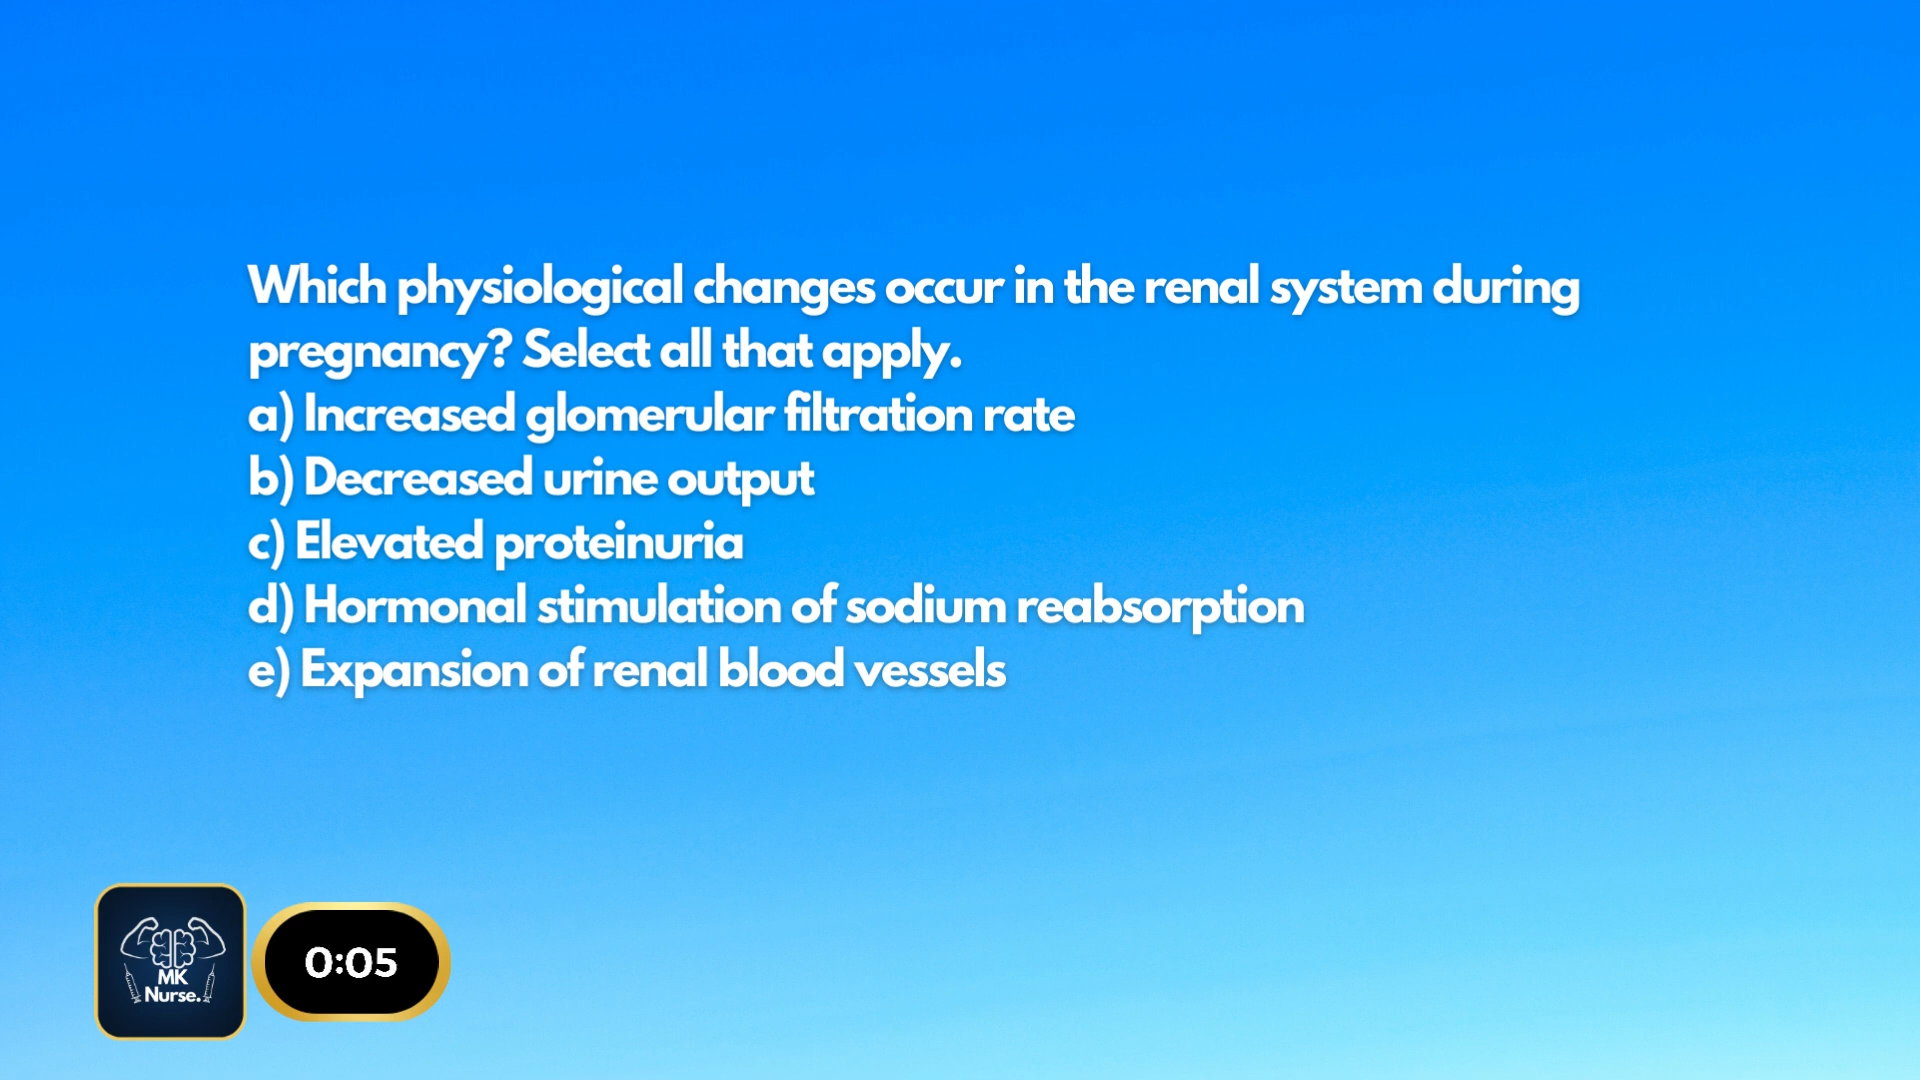 Which physiological changes occur in the renal system during
pregnancy? Select all that apply.
a) Increased glomerular filtration rate
b) Decreased urine output
c) Elevated proteinuria
d) Hormonal stimulation of sodium reabsorption
e) Expansion of renal blood vessels
MK
Nurse.
0:05